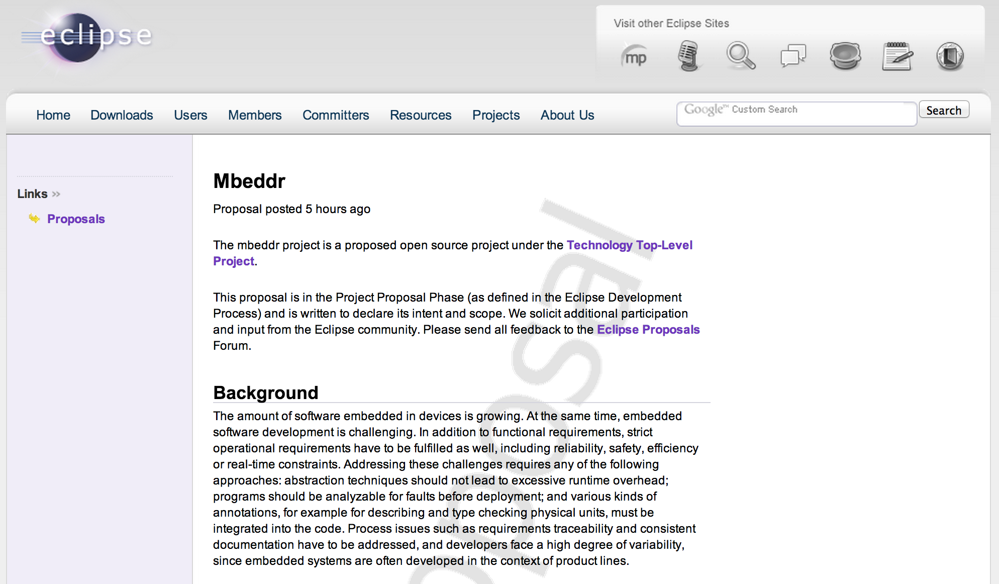 eclipse
Visit other Eclipse Sites
mp
Home Downloads Users Members Committers Resources Projects About Us
Google™ Custom Search
Search
Links
Proposals
Mbeddr
Proposal posted 5 hours ago
The mbeddr project is a proposed open source project under the Technology Top-Level
Project.
This proposal is in the Project Proposal Phase (as defined in the Eclipse Development
Process) and is written to declare its intent and scope. We solicit additional participation
and input from the Eclipse community. Please send all feedback to the Eclipse Proposals
Forum.
Background
The amount of software embedded in devices is growing. At the same time, embedded
software development is challenging. In addition to functional requirements, strict
operational requirements have to be fulfilled as well, including reliability, safety, efficiency
or real-time constraints. Addressing these challenges requires any of the following
approaches: abstraction techniques should not lead to excessive runtime overhead;
programs should be analyzable for faults before deployment; and various kinds of
annotations, for example for describing and type checking physical units, must be
integrated into the code. Process issues such as requirements traceability and consistent
documentation have to be addressed, and developers face a high degree of variability,
since embedded systems are often developed in the context of product lines.
oposal